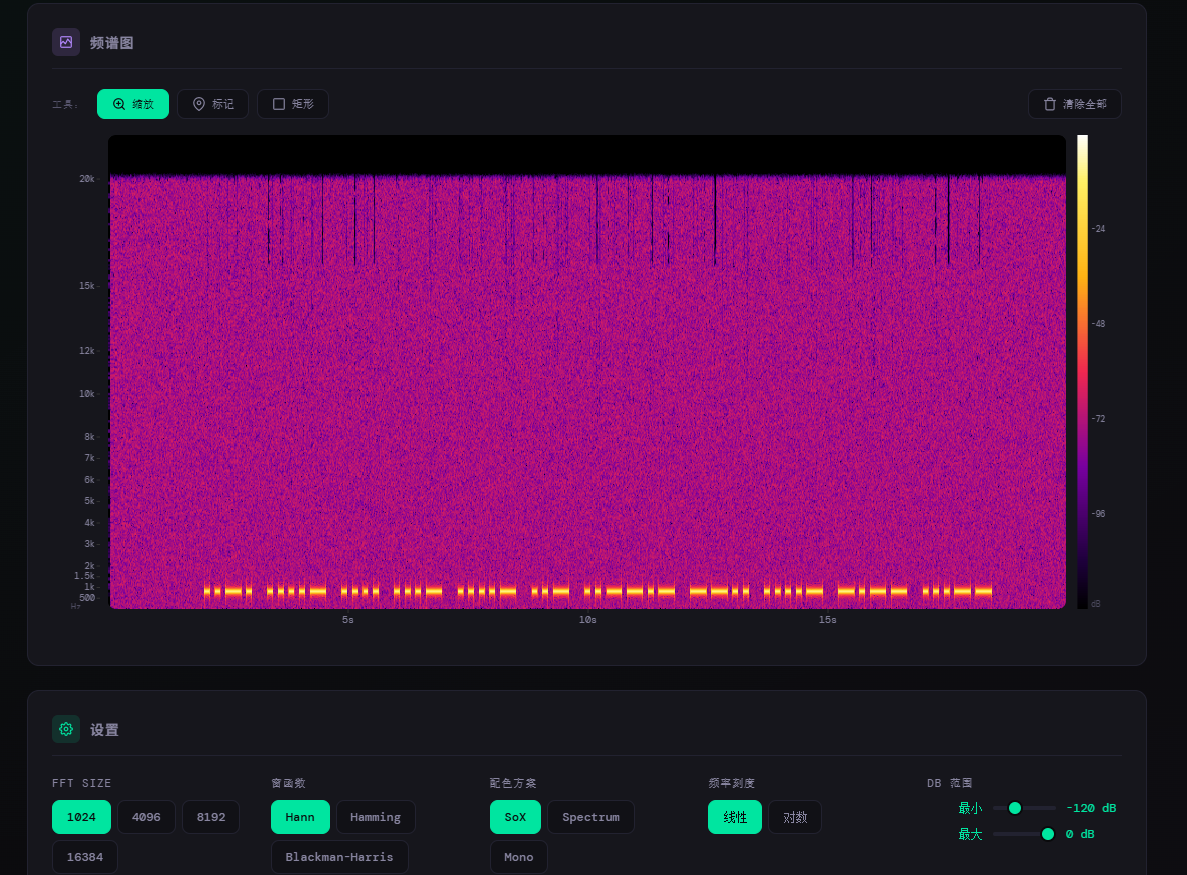 频谱图
工具:
缩放
标记
矩形
清除全部
20k
15k
12k
10k
8k
7k
6k
5k
4k
3k
2k
1.5k
1k
500
Hz
5s
10s
15s
-24
-48
-72
-96
dB
设置
FFT SIZE
1024
4096
8192
16384
窗函数
Hann
Hamming
Blackman-Harris
配色方案
SoX
Spectrum
Mono
频率刻度
线性
对数
DB 范围
最小
-120 dB
最大
0 dB